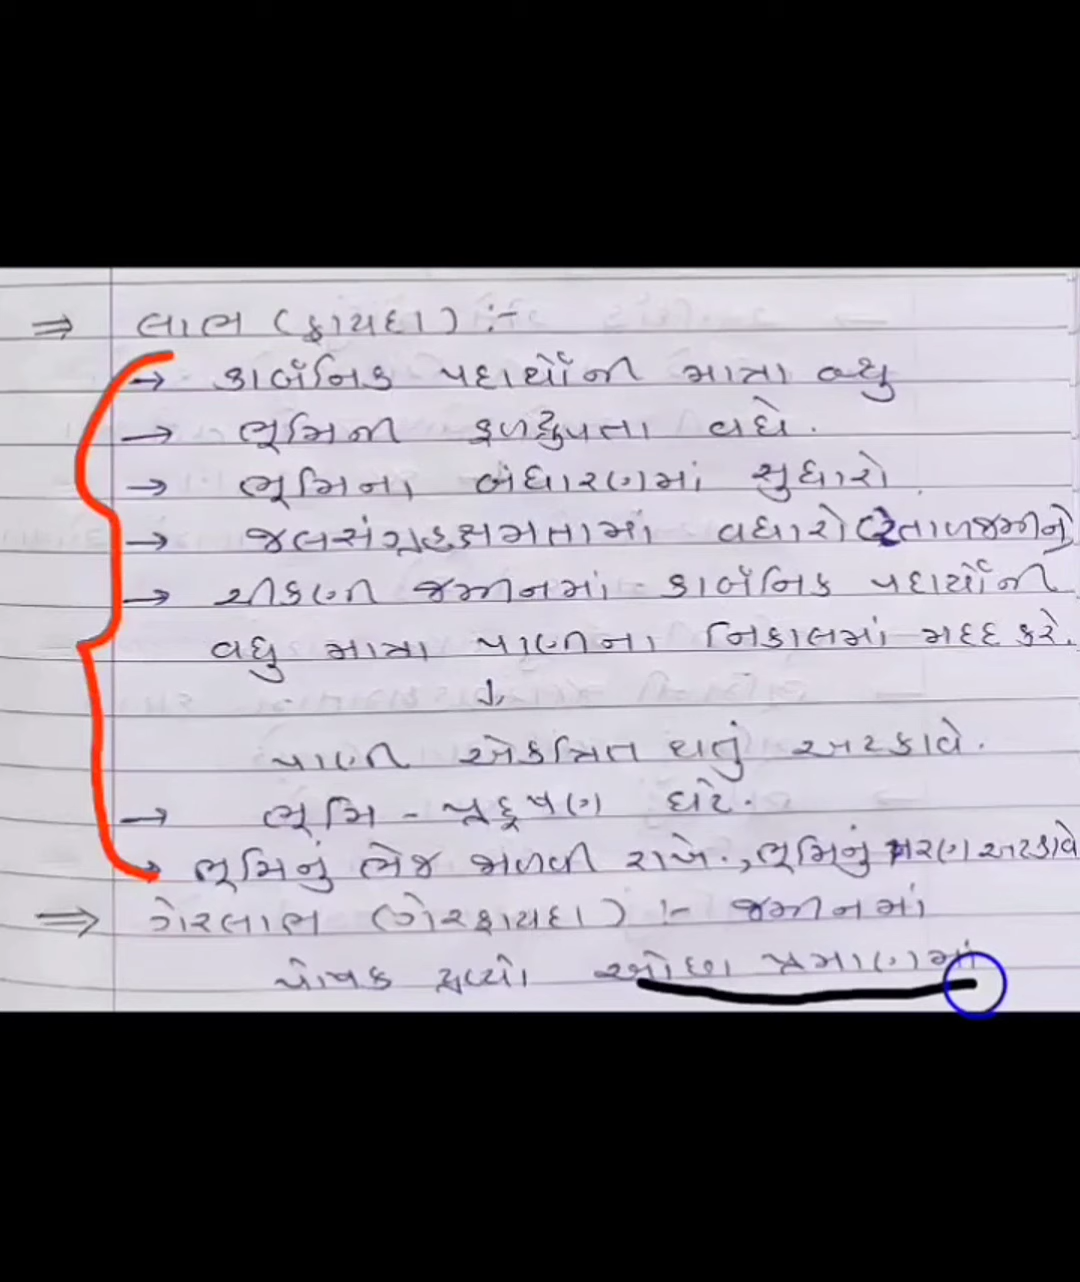 ⇒ લાભ (ફાયદા) :-
→ કાર્બનિક પદાર્થોની માત્રા વધુ
→ ભૂમિની ફળદ્રુપતા વધે.
→ ભૂમિના બંધારણમાં સુધારો
→ જલસંગ્રહક્ષમતામાં વધારો (રેતાળજમીનો)
→ ચીકણી જમીનમાં કાર્બનિક પદાર્થોની
વધુ માત્રા પાણીના નિકાલમાં મદદ કરે.
↓
પાણી એકત્રિત થતું અટકાવે.
→ ભૂમિ - પ્રદૂષણ ઘટે.
→ ભૂમિનું ભેજ જાળવી રાખે., ભૂમિનું ક્ષરણ અટકાવે
⇒ ગેરલાભ (ગેરફાયદા) :- જમીનમાં
પોષક દ્રવ્યો ઓછા પ્રમાણમાં